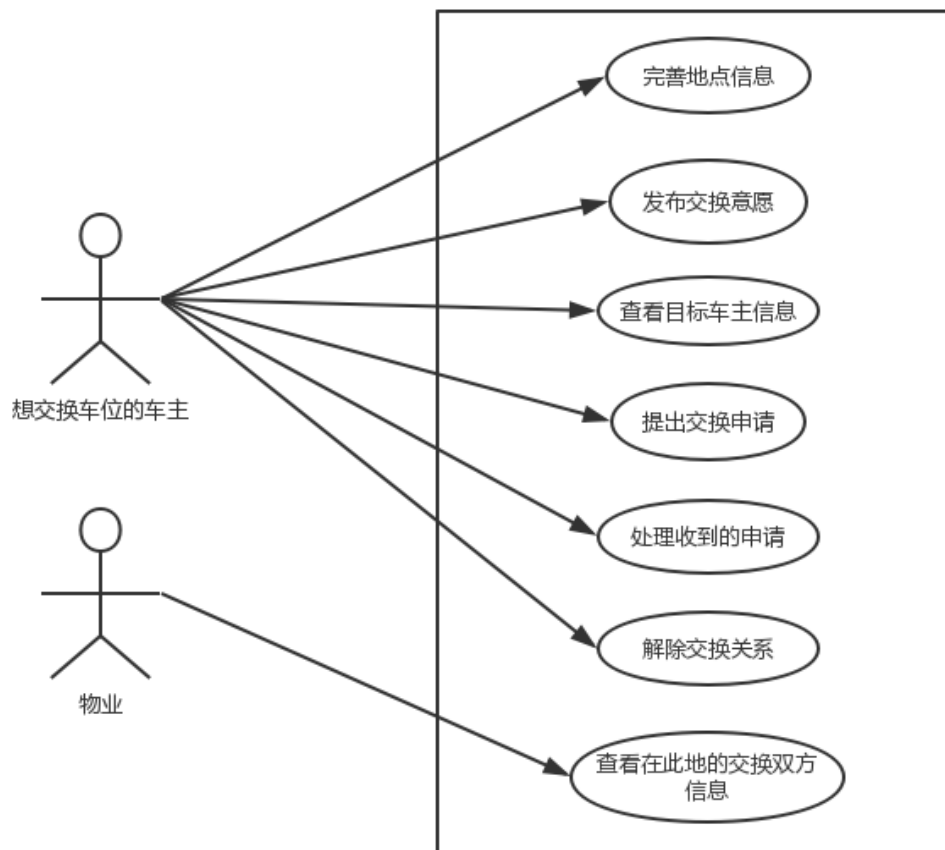 完善地点信息
发布交换意愿
查看目标车主信息
想交换车位的车主
提出交换申请
处理收到的申请
解除交换关系
物业
查看在此地的交换双方
信息